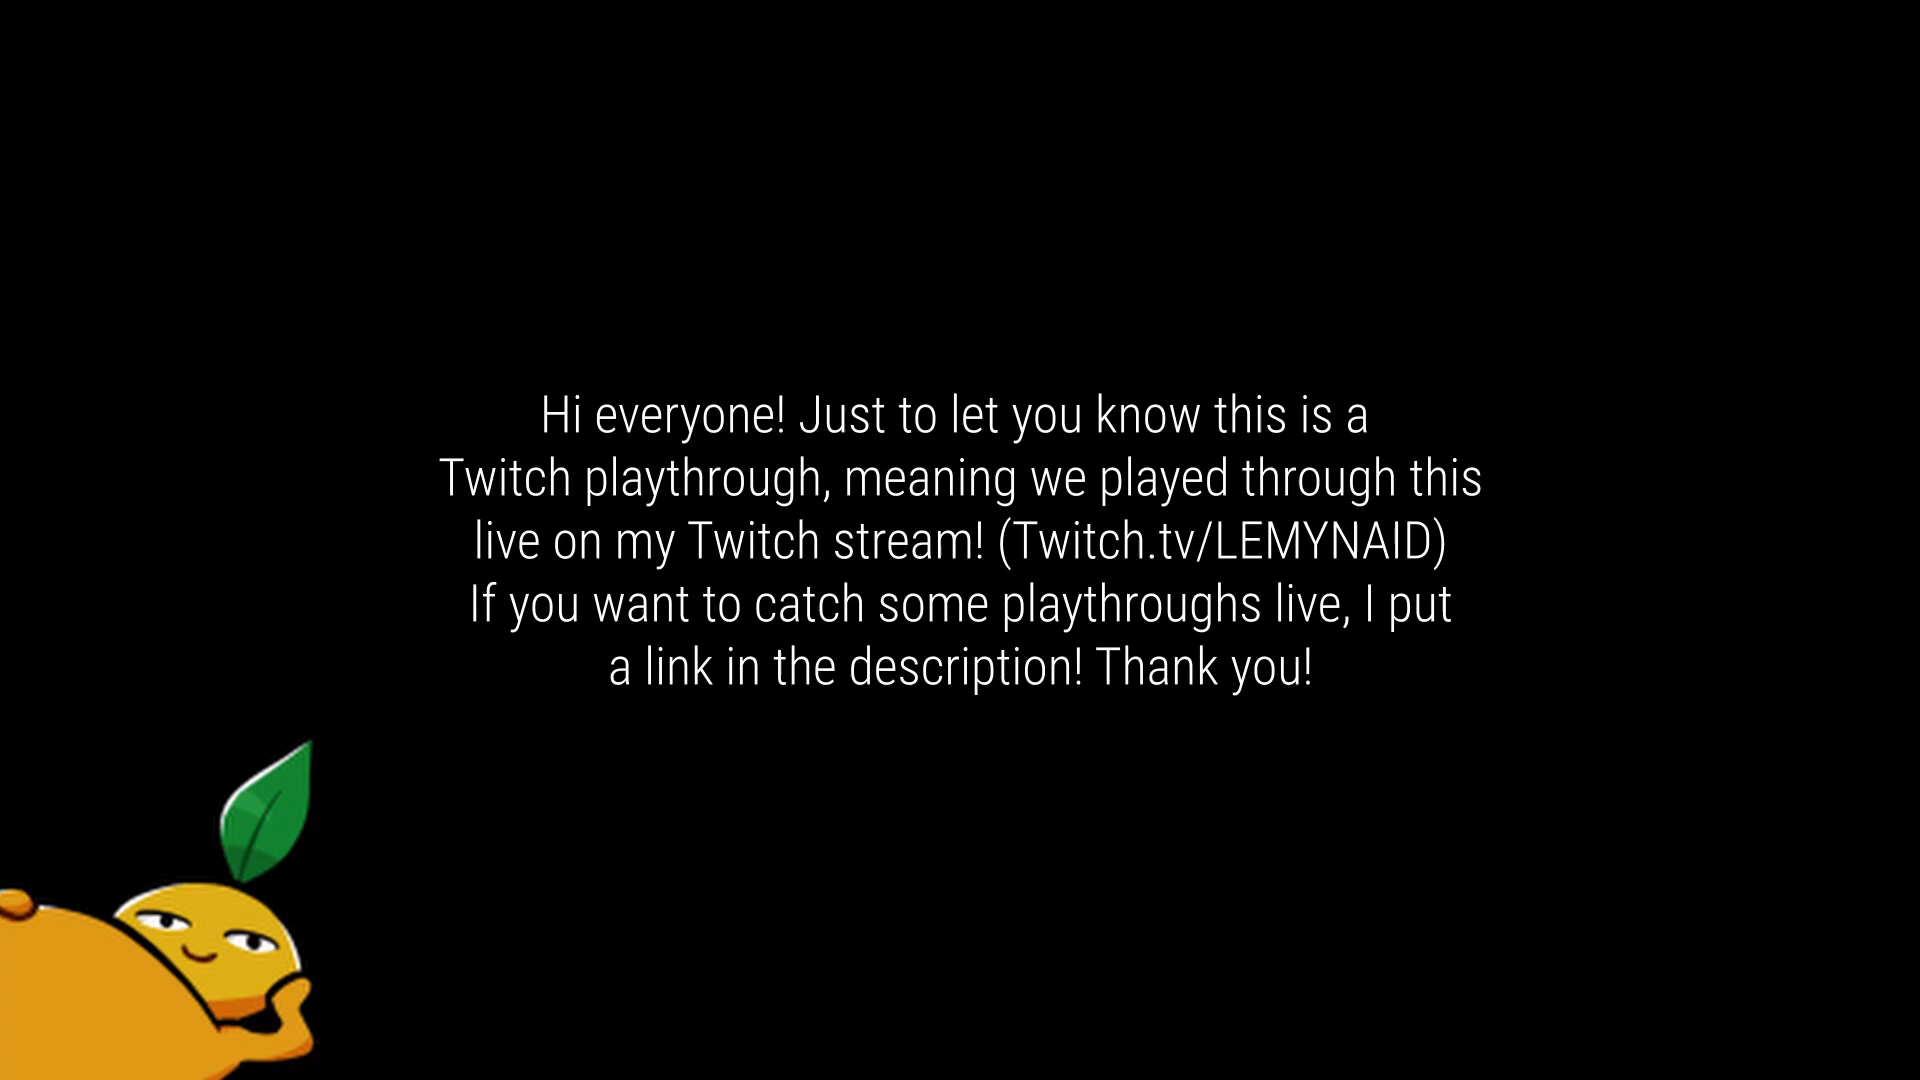 Hi everyone! Just to let you know this is a
Twitch playthrough, meaning we played through this
live on my Twitch stream! (Twitch.tv/LEMYNAID)
If you want to catch some playthroughs live, I put
a link in the description! Thank you!